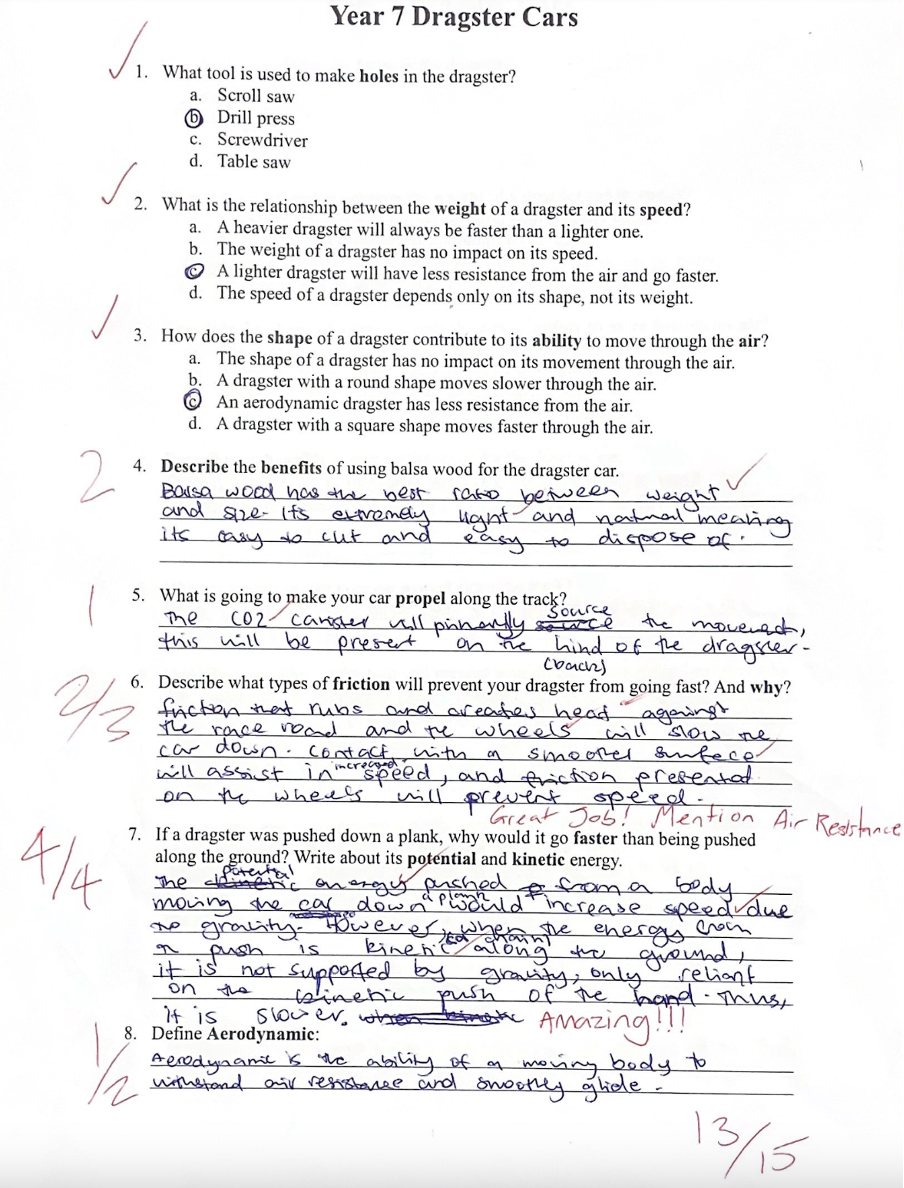 Year 7 Dragster Cars
1. What tool is used to make holes in the dragster?
a. Scroll saw
b. Drill press
c. Screwdriver
d. Table saw
2. What is the relationship between the weight of a dragster and its speed?
a. A heavier dragster will always be faster than a lighter one.
b. The weight of a dragster has no impact on its speed.
c. A lighter dragster will have less resistance from the air and go faster.
d. The speed of a dragster depends only on its shape, not its weight.
3. How does the shape of a dragster contribute to its ability to move through the air?
a. The shape of a dragster has no impact on its movement through the air.
b. A dragster with a round shape moves slower through the air.
c. An aerodynamic dragster has less resistance from the air.
d. A dragster with a square shape moves faster through the air.
2
4. Describe the benefits of using balsa wood for the dragster car.
Balsa wood has the best ratio between weight
and size. Its extremely light and natural meaning
its easy to cut and easy to dispose of.
1
5. What is going to make your car propel along the track?
source
The CO2 canister will source the movement,
this will be present on the hind of the dragster.
(back)
2/3
6. Describe what types of friction will prevent your dragster from going fast? And why?
friction that rubs and creates heat against
the race road and the wheels will slow the
car down. Contact with a smooth surface
increased
will assist in speed, and friction presented
on the wheels will prevent speed.
Great Job! Mention Air Resistance
4/4
7. If a dragster was pushed down a plank, why would it go faster than being pushed
along the ground? Write about its potential and kinetic energy.
potential
The kinetic energy pushed from a body
a plank
moving the car down would increase speed due
to gravity. However, when the energy from
a push is kinetic along the ground,
it is not supported by gravity, only reliant
on the kinetic push of the hand. Thus,
it is slower. when kinetic
Amazing!!!
1/2
8. Define Aerodynamic:
Aerodynamic is the ability of a moving body to
withstand air resistance and smoothly glide.
13/15